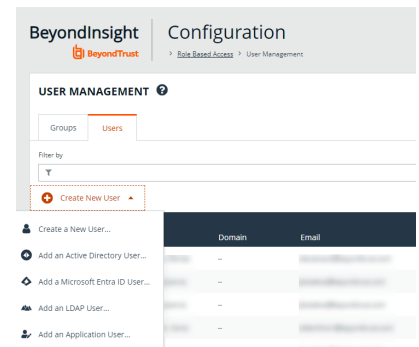 BeyondInsight
BeyondTrust
Configuration
> Role Based Access > User Management
USER MANAGEMENT ?
Groups Users
Filter by
Create New User
Domain Email
Create a New User...
Add an Active Directory User...
Add a Microsoft Entra ID User...
Add an LDAP User...
Add an Application User...
--
--
--
--